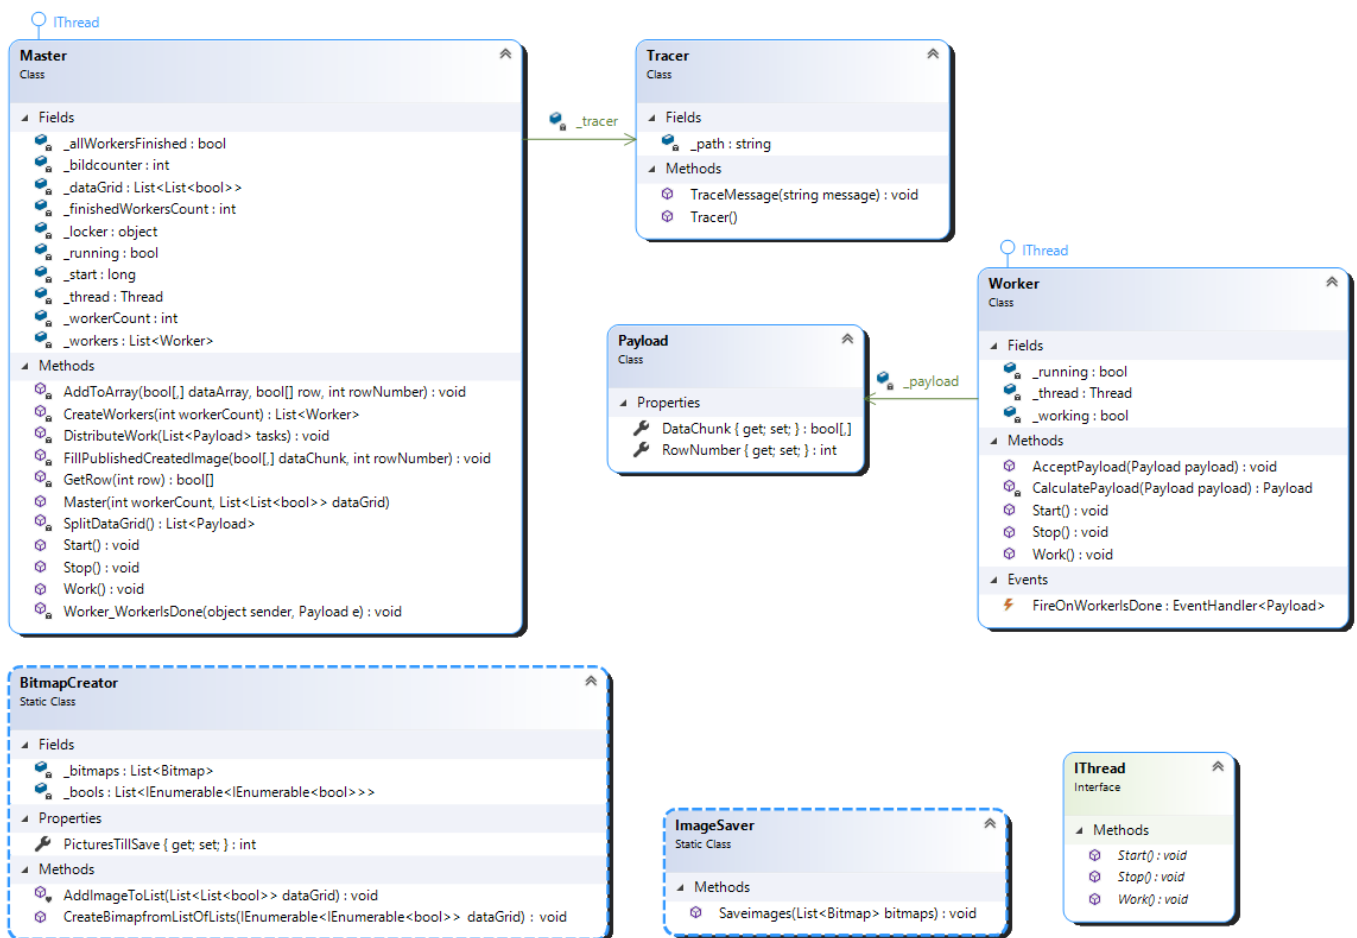 IThread
Master
Class
Fields
_allWorkersFinished : bool
_bildcounter : int
_dataGrid : List<List<bool>>
_finishedWorkersCount : int
_locker : object
_running : bool
_start : long
_thread : Thread
_workerCount : int
_workers : List<Worker>
Methods
AddToArray(bool[,] dataArray, bool[] row, int rowNumber) : void
CreateWorkers(int workerCount) : List<Worker>
DistributeWork(List<Payload> tasks) : void
FillPublishedCreatedImage(bool[,] dataChunk, int rowNumber) : void
GetRow(int row) : bool[]
Master(int workerCount, List<List<bool>> dataGrid)
SplitDataGrid() : List<Payload>
Start() : void
Stop() : void
Work() : void
Worker_WorkerIsDone(object sender, Payload e) : void
_tracer
Tracer
Class
Fields
_path : string
Methods
TraceMessage(string message) : void
Tracer()
Payload
Class
Properties
DataChunk { get; set; } : bool[,]
RowNumber { get; set; } : int
_payload
IThread
Worker
Class
Fields
_running : bool
_thread : Thread
_working : bool
Methods
AcceptPayload(Payload payload) : void
CalculatePayload(Payload payload) : Payload
Start() : void
Stop() : void
Work() : void
Events
FireOnWorkerIsDone : EventHandler<Payload>
BitmapCreator
Static Class
Fields
_bitmaps : List<Bitmap>
_bools : List<IEnumerable<IEnumerable<bool>>>
Properties
PicturesTillSave { get; set; } : int
Methods
AddImageToList(List<List<bool>> dataGrid) : void
CreateBimapfromListOfLists(IEnumerable<IEnumerable<bool>> dataGrid) : void
ImageSaver
Static Class
Methods
Saveimages(List<Bitmap> bitmaps) : void
IThread
Interface
Methods
Start() : void
Stop() : void
Work() : void